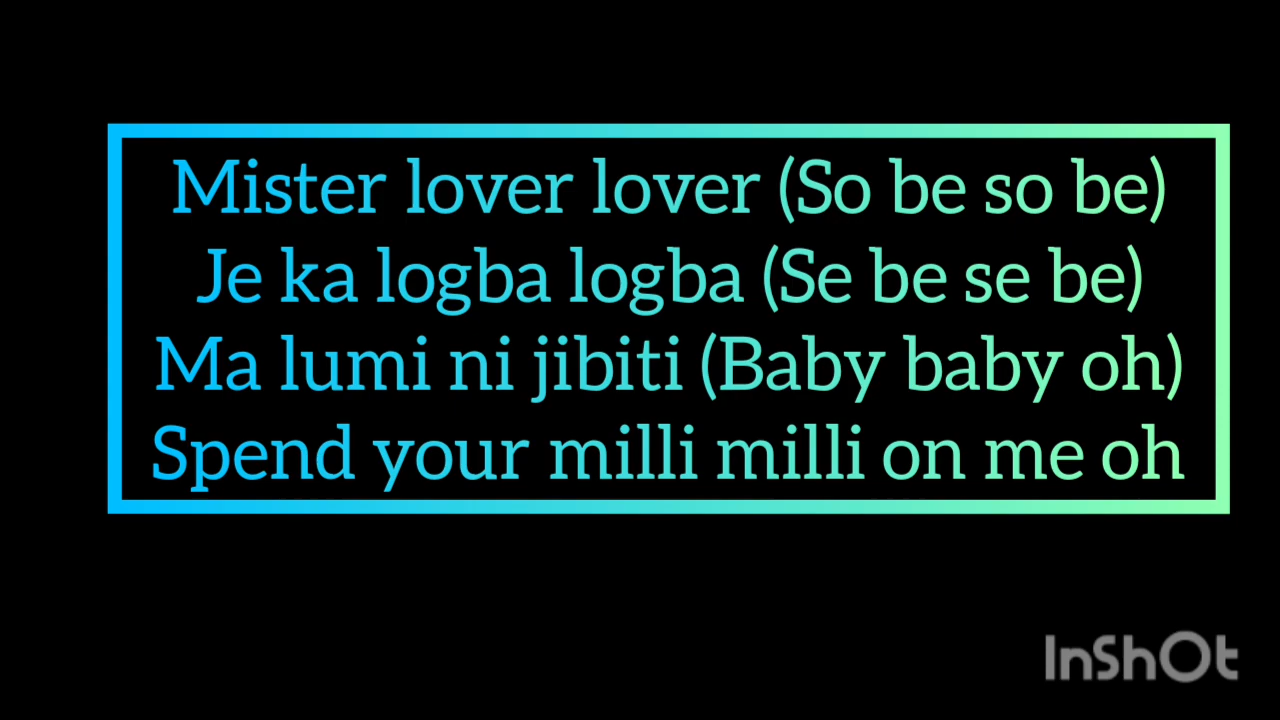 Mister lover lover (So be so be)
Je ka logba logba (Se be se be)
Ma lumi ni jibiti (Baby baby oh)
Spend your milli milli on me oh
InShOt